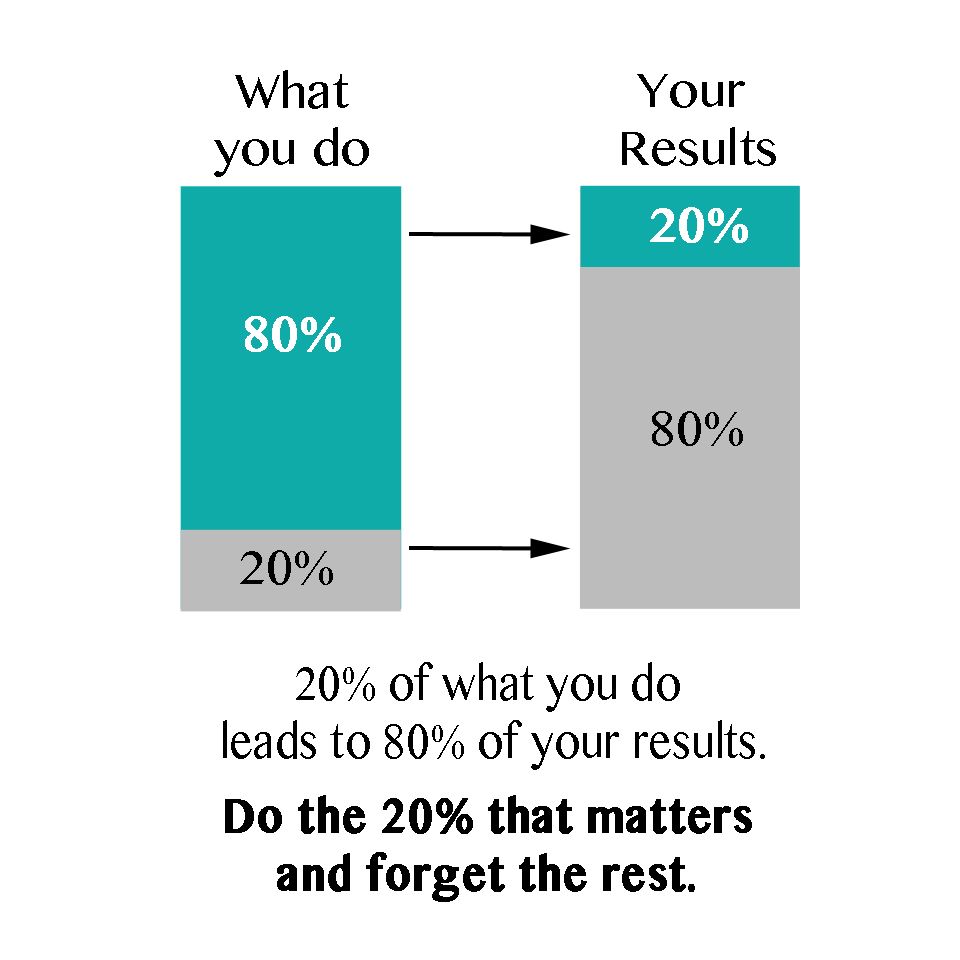 What
you do
Your
Results
80%
20%
20%
80%
20% of what you do
leads to 80% of your results.
Do the 20% that matters
and forget the rest.